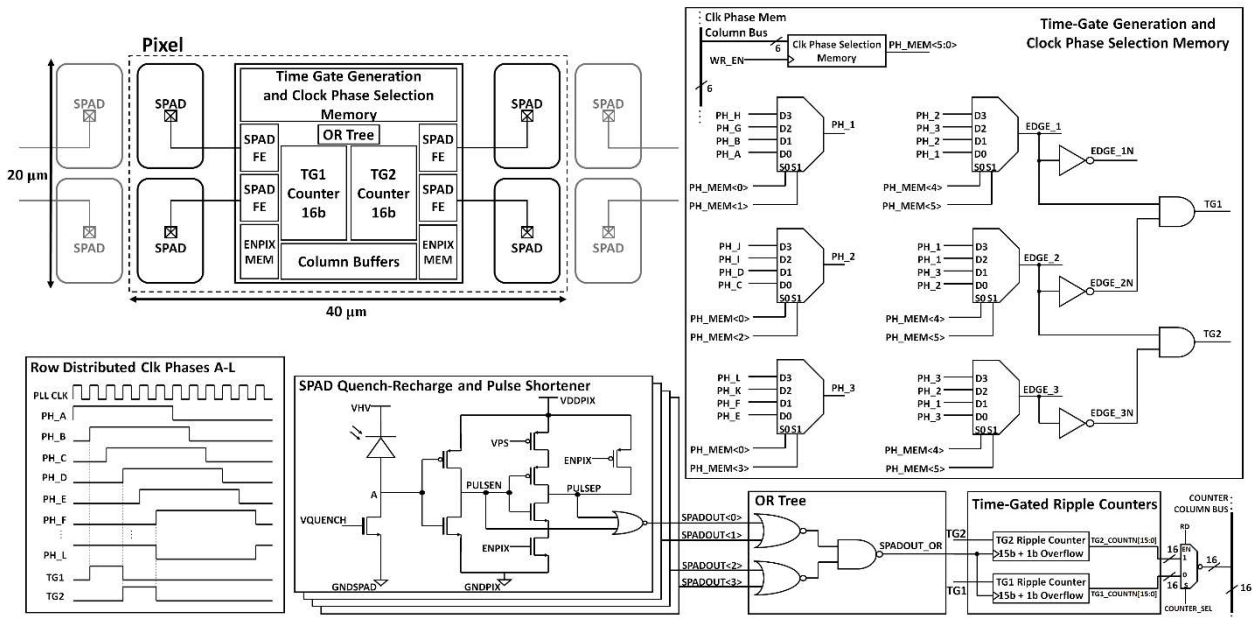 Pixel
SPAD
SPAD
SPAD
SPAD
SPAD
SPAD
SPAD
SPAD
Time Gate Generation
and Clock Phase Selection
Memory
OR Tree
SPAD
FE
SPAD
FE
SPAD
FE
SPAD
FE
TG1
Counter
16b
TG2
Counter
16b
ENPIX
MEM
ENPIX
MEM
Column Buffers
20 μm
40 μm
Time-Gate Generation and
Clock Phase Selection Memory
Clk Phase Mem
Column Bus
6
WR_EN
Clk Phase Selection
Memory
PH_MEM<5:0>
6
PH_H
PH_G
PH_B
PH_A
D3
D2
D1
D0
S0 S1
PH_1
PH_MEM<0>
PH_MEM<1>
PH_2
PH_3
PH_2
PH_1
D3
D2
D1
D0
S0 S1
EDGE_1
EDGE_1N
PH_MEM<4>
PH_MEM<5>
TG1
PH_J
PH_I
PH_D
PH_C
D3
D2
D1
D0
S0 S1
PH_2
PH_MEM<0>
PH_MEM<2>
PH_1
PH_1
PH_3
PH_2
D3
D2
D1
D0
S0 S1
EDGE_2
EDGE_2N
PH_MEM<4>
PH_MEM<5>
TG2
PH_L
PH_K
PH_F
PH_E
D3
D2
D1
D0
S0 S1
PH_3
PH_MEM<0>
PH_MEM<3>
PH_3
PH_2
PH_1
PH_3
D3
D2
D1
D0
S0 S1
EDGE_3
EDGE_3N
PH_MEM<4>
PH_MEM<5>
Row Distributed Clk Phases A-L
PLL CLK
PH_A
PH_B
PH_C
PH_D
PH_E
PH_F
PH_L
TG1
TG2
SPAD Quench-Recharge and Pulse Shortener
VHV
VDDPIX
VPS
ENPIX
A
PULSEN
PULSEP
VQUENCH
ENPIX
GNDSPAD
GNDPIX
SPADOUT<0>
SPADOUT<1>
SPADOUT<2>
SPADOUT<3>
OR Tree
SPADOUT_OR
Time-Gated Ripple Counters
TG2
TG1
TG2 Ripple Counter
15b + 1b Overflow
TG2_COUNTN[15:0]
TG1 Ripple Counter
15b + 1b Overflow
TG1_COUNTN[15:0]
16
16
RD
EN
1
0
S
COUNTER_SEL
COUNTER
COLUMN BUS
16
16